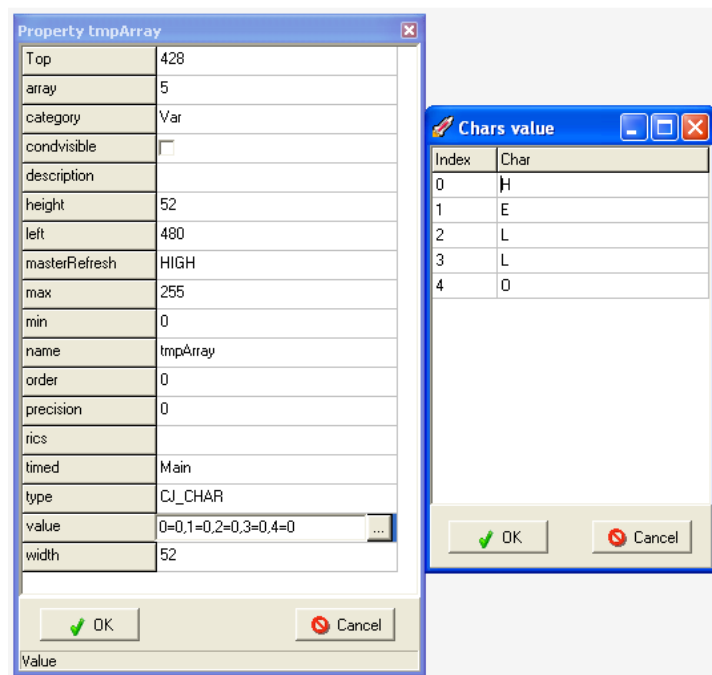 Property tmpArray
Top 428
array 5
category Var
condvisible
description
height 52
left 480
masterRefresh HIGH
max 255
min 0
name tmpArray
order 0
precision 0
rics
timed Main
type CJ_CHAR
value 0=0,1=0,2=0,3=0,4=0 ...
width 52
OK Cancel
Value
Chars value
Index Char
0 H
1 E
2 L
3 L
4 O
OK Cancel